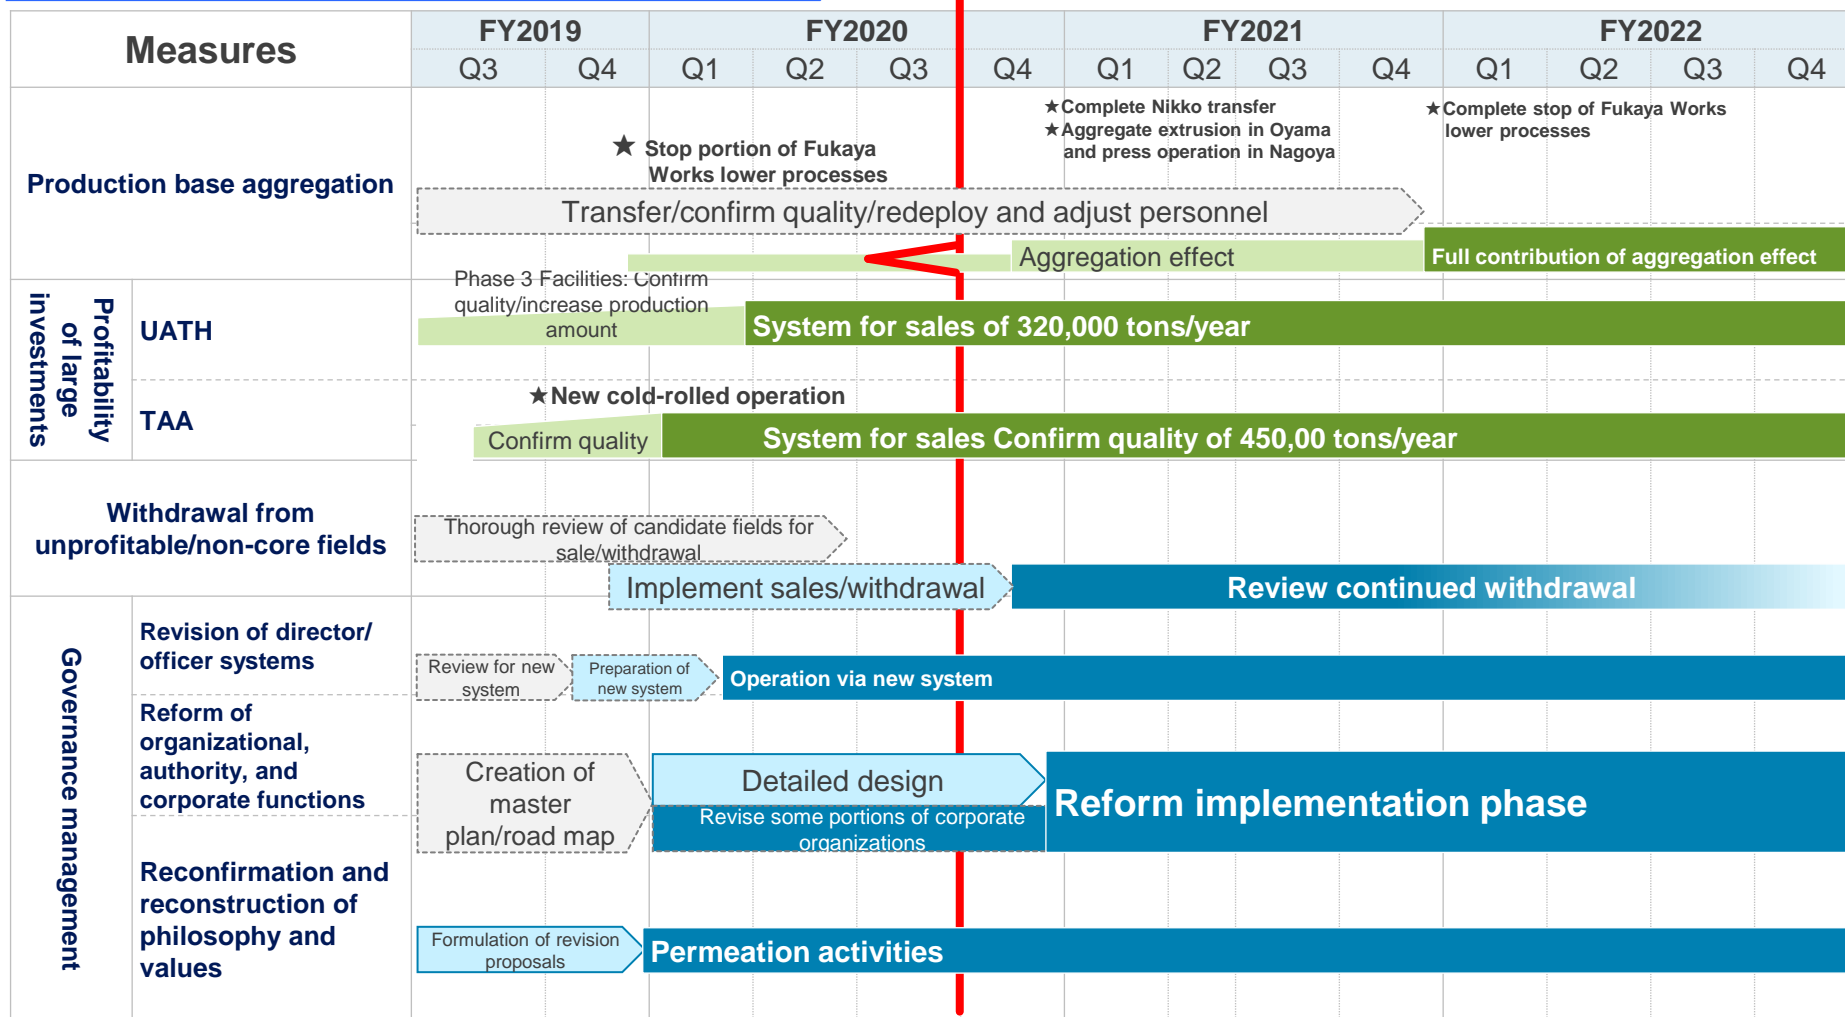 Measures
FY2019
FY2020
FY2021
FY2022
Q3
Q4
Q1
Q2
Q3
Q4
Q1
Q2
Q3
Q4
Q1
Q2
Q3
Q4
Production base aggregation
★ Stop portion of Fukaya
Works lower processes
★Complete Nikko transfer
★Aggregate extrusion in Oyama
and press operation in Nagoya
★Complete stop of Fukaya Works
lower processes
Transfer/confirm quality/redeploy and adjust personnel
Aggregation effect
Full contribution of aggregation effect
Profitability
of large
investments
UATH
Phase 3 Facilities: Confirm
quality/increase production
amount
System for sales of 320,000 tons/year
TAA
★New cold-rolled operation
Confirm quality
System for sales Confirm quality of 450,00 tons/year
Withdrawal from
unprofitable/non-core fields
Thorough review of candidate fields for
sale/withdrawal
Implement sales/withdrawal
Review continued withdrawal
Governance management
Revision of director/
officer systems
Review for new
system
Preparation of
new system
Operation via new system
Reform of
organizational,
authority, and
corporate functions
Creation of
master
plan/road map
Detailed design
Revise some portions of corporate
organizations
Reform implementation phase
Reconfirmation and
reconstruction of
philosophy and
values
Formulation of revision
proposals
Permeation activities